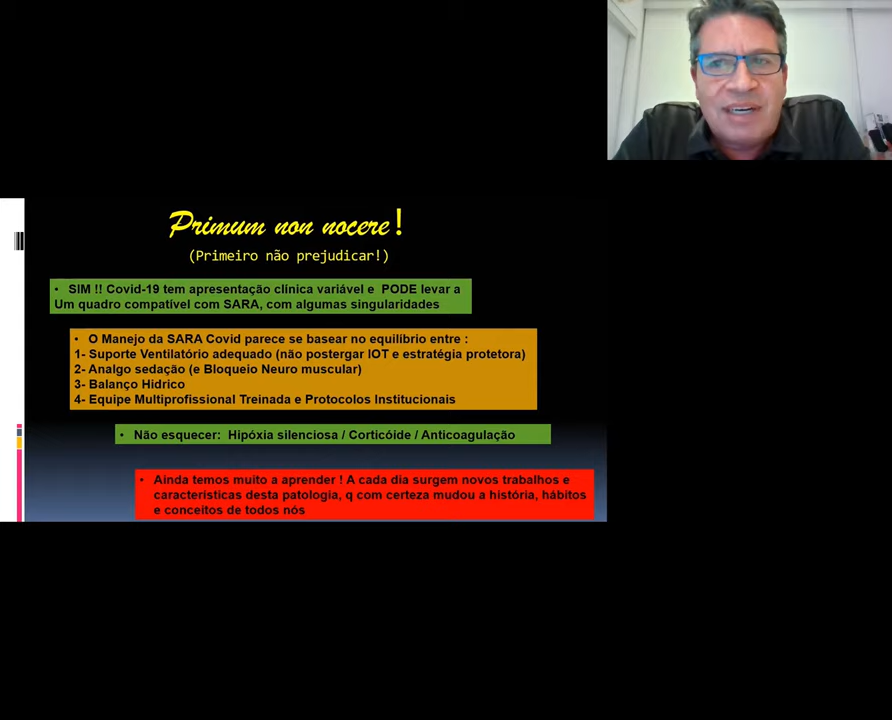 Primum non nocere!
(Primeiro não prejudicar!)
• SIM !! Covid-19 tem apresentação clínica variável e PODE levar a
Um quadro compatível com SARA, com algumas singularidades
• O Manejo da SARA Covid parece se basear no equilíbrio entre :
1- Suporte Ventilatório adequado (não postergar IOT e estratégia protetora)
2- Analgo sedação (e Bloqueio Neuro muscular)
3- Balanço Hídrico
4- Equipe Multiprofissional Treinada e Protocolos Institucionais
• Não esquecer: Hipóxia silenciosa / Corticóide / Anticoagulação
• Ainda temos muito a aprender ! A cada dia surgem novos trabalhos e
características desta patologia, q com certeza mudou a história, hábitos
e conceitos de todos nós